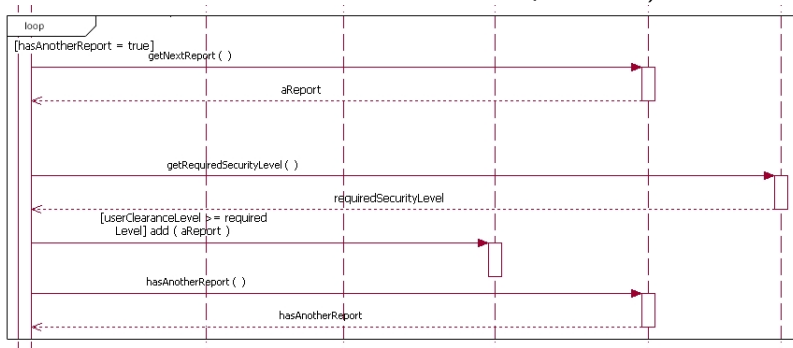 loop
[hasAnotherReport = true]
getNextReport ( )
aReport
getRequiredSecurityLevel ( )
requiredSecurityLevel
[userClearanceLevel >= required
Level] add ( aReport )
hasAnotherReport ( )
hasAnotherReport